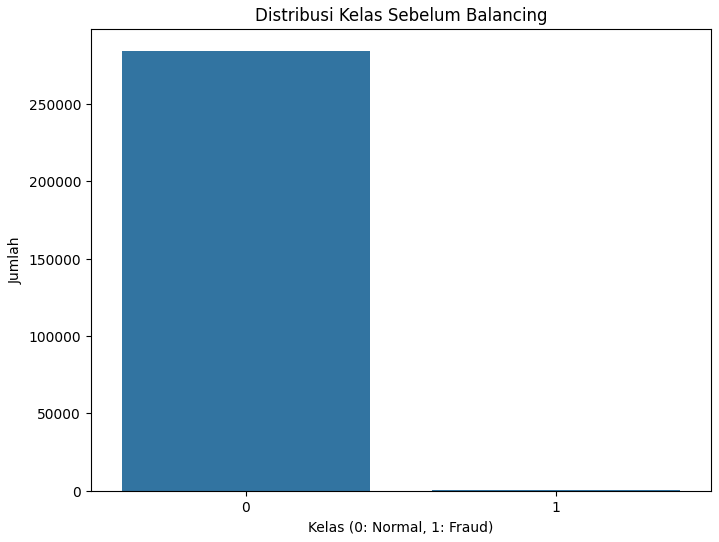 Distribusi Kelas Sebelum Balancing
Jumlah
250000
200000
150000
100000
50000
0
0 1
Kelas (0: Normal, 1: Fraud)